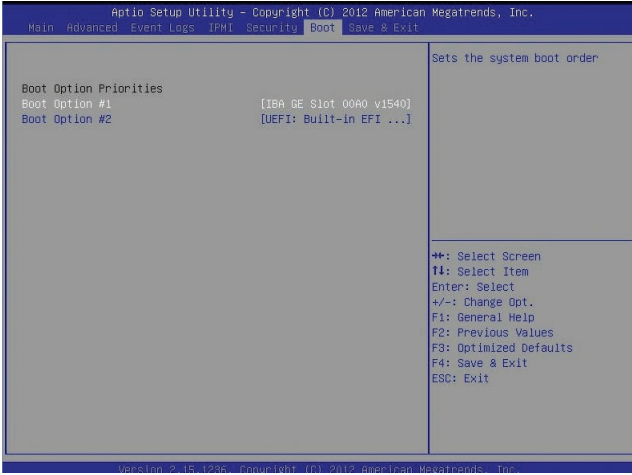 Aptio Setup Utility – Copyright (C) 2012 American Megatrends, Inc.
Main Advanced Event Logs IPMI Security Boot Save & Exit
Sets the system boot order
Boot Option Priorities
Boot Option #1 [IBA GE Slot 00A0 v1540]
Boot Option #2 [UEFI: Built-in EFI ...]
→←: Select Screen
↑↓: Select Item
Enter: Select
+/-: Change Opt.
F1: General Help
F2: Previous Values
F3: Optimized Defaults
F4: Save & Exit
ESC: Exit
Version 2.15.1236. Copyright (C) 2012 American Megatrends, Inc.